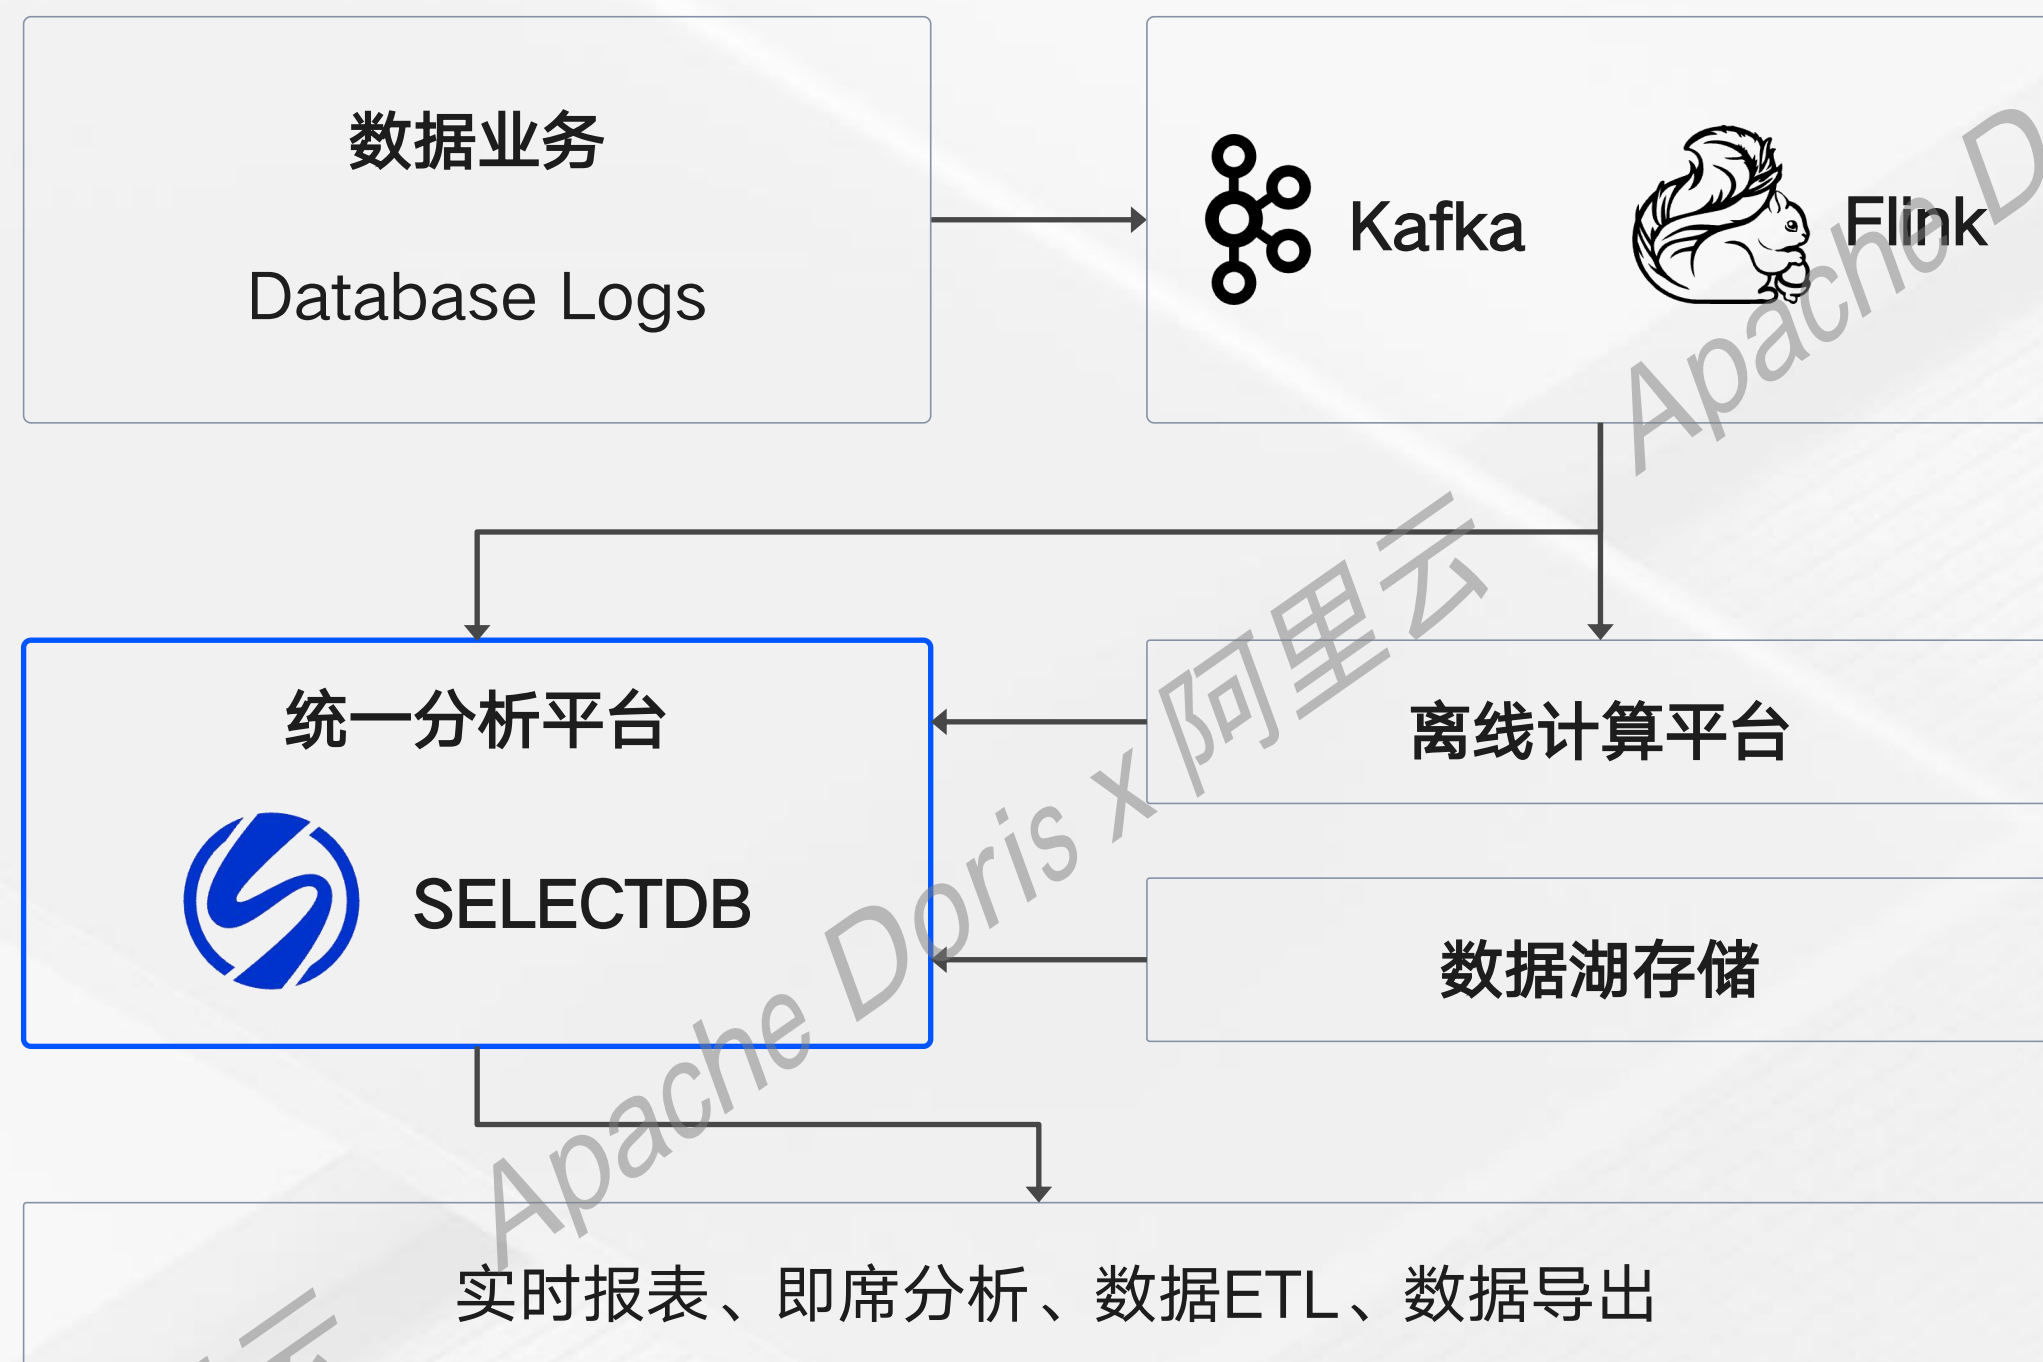 数据业务
Database Logs
Kafka
Flink
统一分析平台
SELECTDB
离线计算平台
数据湖存储
实时报表、即席分析、数据ETL、数据导出
Apache Doris x 阿里云
Apache D
云